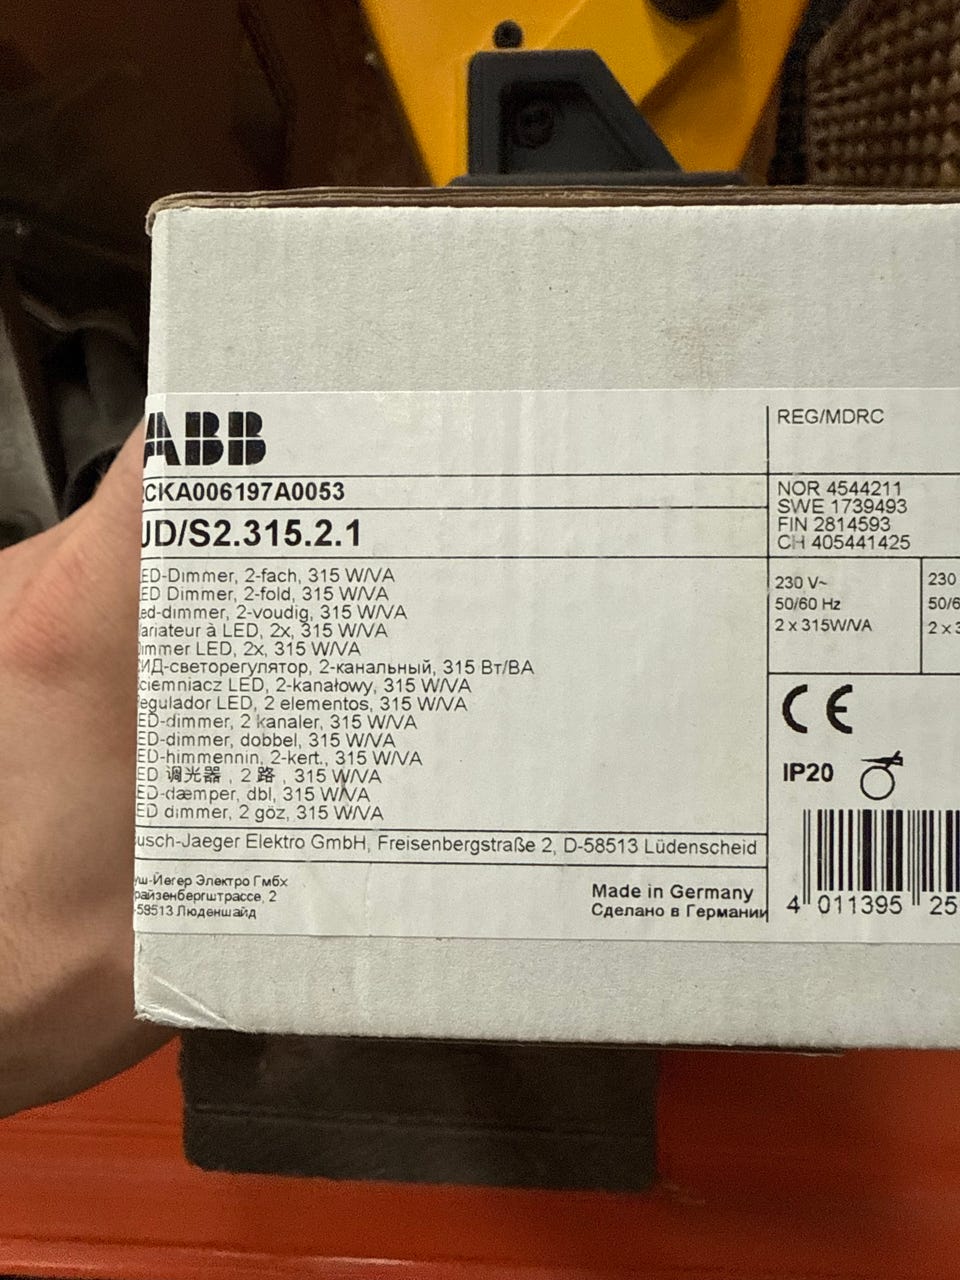 ABB
CKA006197A0053
UD/S2.315.2.1
ED-Dimmer, 2-fach, 315 W/VA
ED Dimmer, 2-fold, 315 W/VA
ed-dimmer, 2-voudig, 315 W/VA
ariateur à LED, 2x, 315 W/VA
immer LED, 2x, 315 W/VA
ИД-светорегулятор, 2-канальный, 315 Вт/ВА
ciemniacz LED, 2-kanałowy, 315 W/VA
egulador LED, 2 elementos, 315 W/VA
ED-dimmer, 2 kanaler, 315 W/VA
ED-dimmer, dobbel, 315 W/VA
ED-himmennin, 2-kert., 315 W/VA
ED 调光器 , 2 路 , 315 W/VA
ED-dæmper, dbl, 315 W/VA
ED dimmer, 2 göz, 315 W/VA
usch-Jaeger Elektro GmbH, Freisenbergstraße 2, D-58513 Lüdenscheid
уш-Йегер Электро Гмбх
райзенбергштрассе, 2
-58513 Люденшайд
Made in Germany
Сделано в Германии
REG/MDRC
NOR 4544211
SWE 1739493
FIN 2814593
CH 405441425
230 V~
50/60 Hz
2 x 315W/VA
230
50/6
2 x 3
CE
IP20
4 011395 25